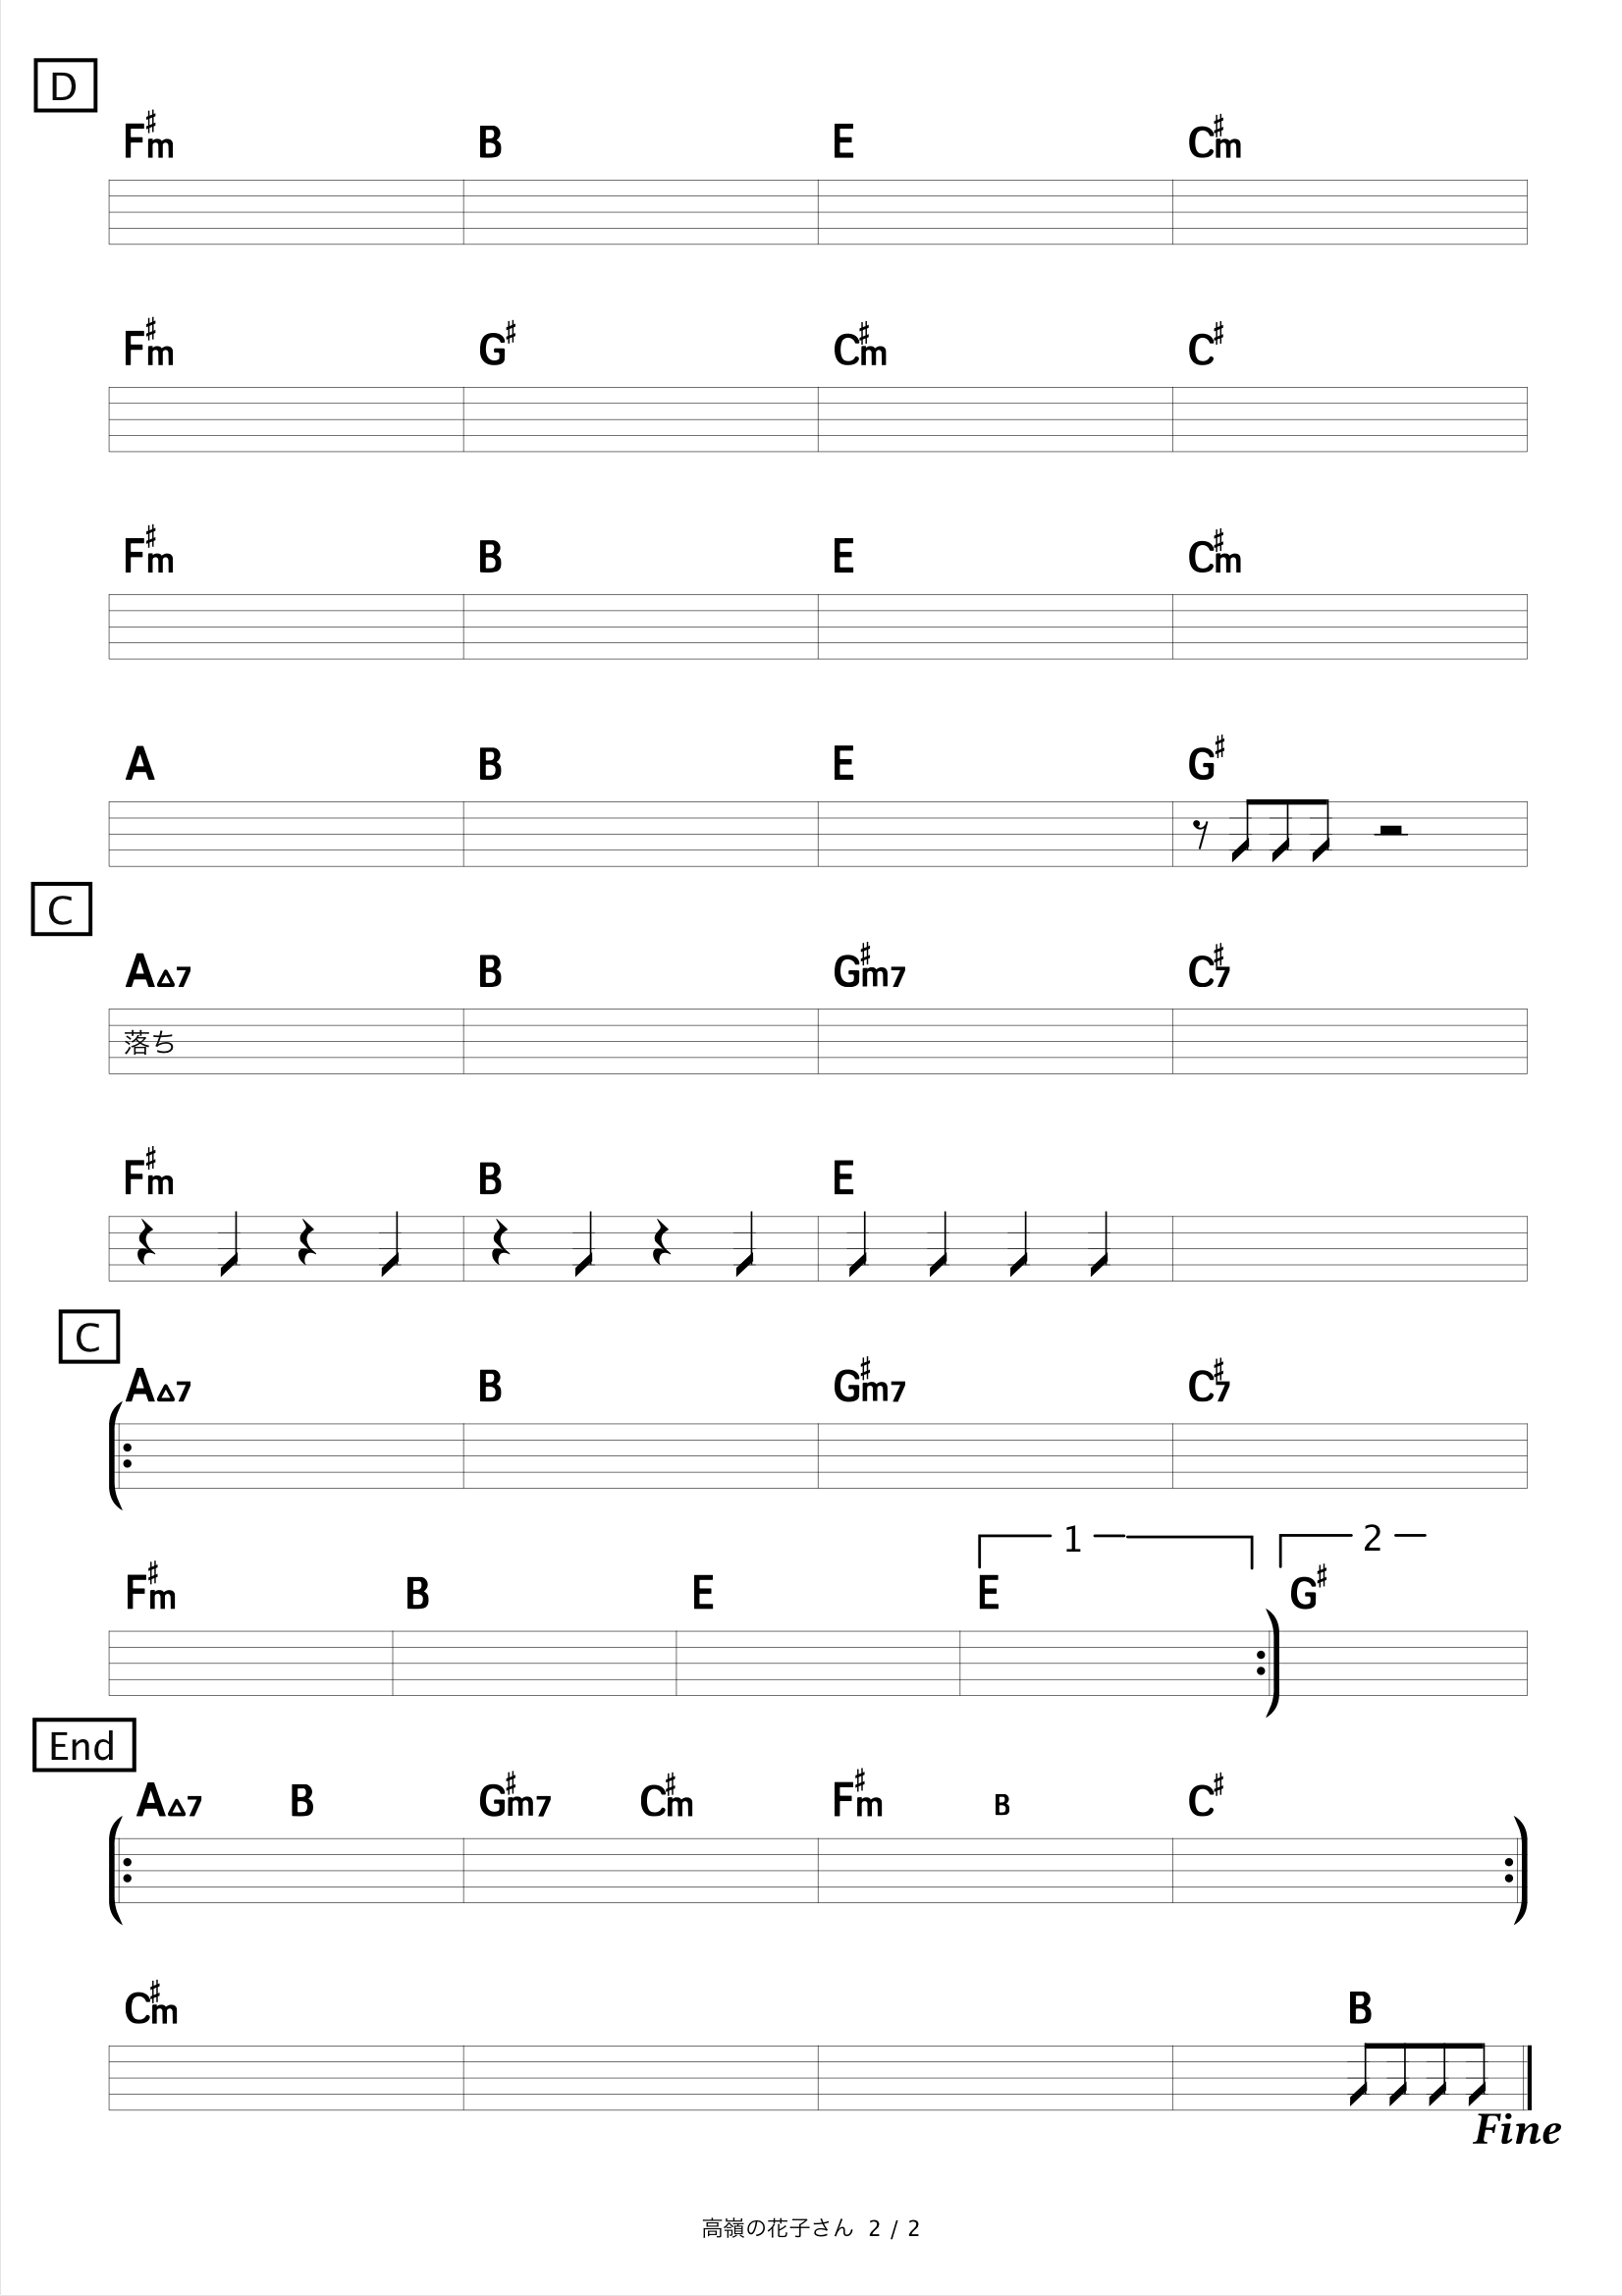 D
F♯m B E C♯m
F♯m G♯ C♯m C♯
F♯m B E C♯m
A B E G♯
C
A△7 B G♯m7 C♯7
落ち
F♯m B E
C
A△7 B G♯m7 C♯7
1 2
F♯m B E E G♯
End
A△7 B G♯m7 C♯m F♯m B C♯
C♯m B
Fine
高嶺の花子さん 2 / 2